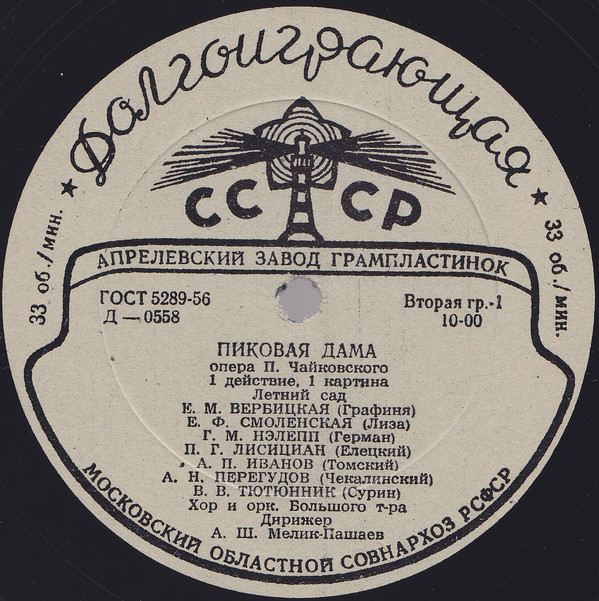 Долгоиграющая
СССР
33 об./мин.
33 об./мин.
АПРЕЛЕВСКИЙ ЗАВОД ГРАМПЛАСТИНОК
ГОСТ 5289-56
Д — 0558
Вторая гр.-1
10-00
ПИКОВАЯ ДАМА
опера П. Чайковского
1 действие, 1 картина
Летний сад
Е. М. ВЕРБИЦКАЯ (Графиня)
Е. Ф. СМОЛЕНСКАЯ (Лиза)
Г. М. НЭЛЕПП (Герман)
П. Г. ЛИСИЦИАН (Елецкий)
А. П. ИВАНОВ (Томский)
А. Н. ПЕРЕГУДОВ (Чекалинский)
В. В. ТЮТЮННИК (Сурин)
Хор и орк. Большого т-ра
Дирижер
А. Ш. Мелик-Пашаев
МОСКОВСКИЙ ОБЛАСТНОЙ СОВНАРХОЗ РСФСР